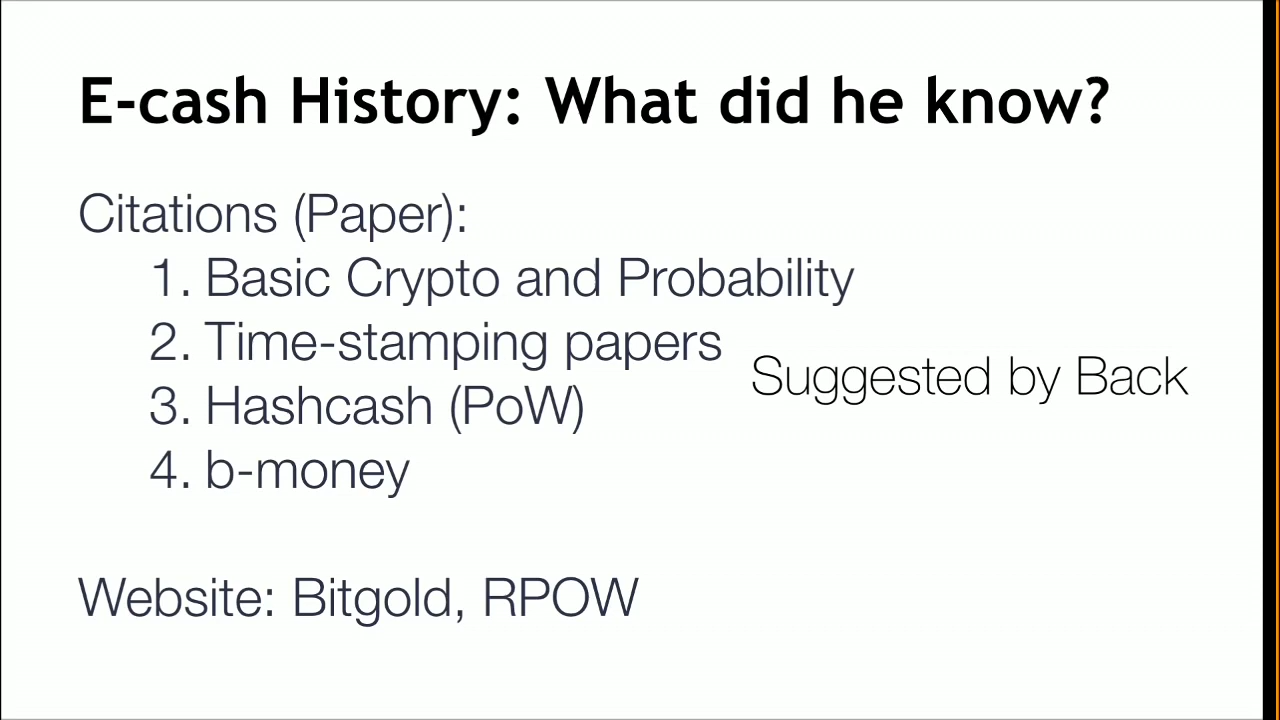 E-cash History: What did he know?
Citations (Paper):
1. Basic Crypto and Probability
2. Time-stamping papers
Suggested by Back
3. Hashcash (PoW)
4. b-money
Website: Bitgold, RPOW